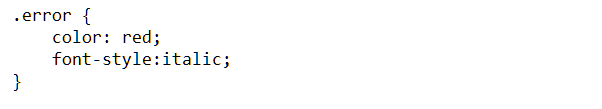 .error {
    color: red;
    font-style:italic;
}